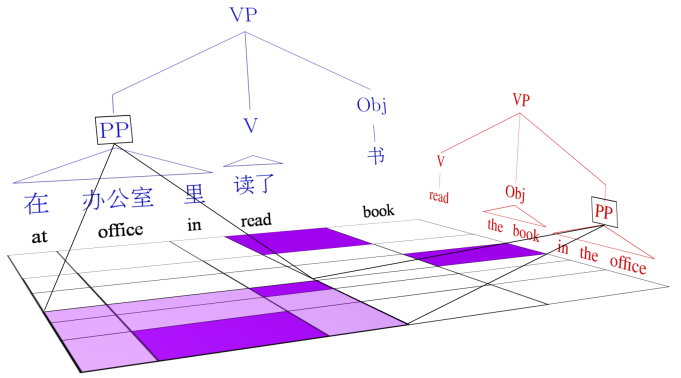 VP
PP V Obj
在 办公室 里 读了 书
at office in read book
VP
V Obj PP
read the book in the office